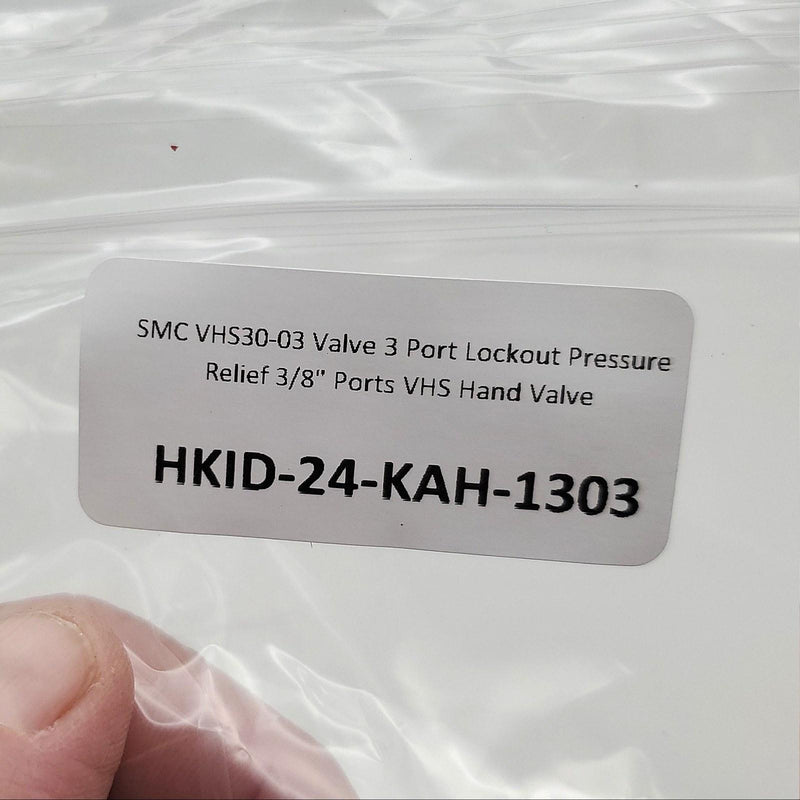 SMC VHS30-03 Valve 3 Port Lockout Pressure
Relief 3/8" Ports VHS Hand Valve
HKID-24-KAH-1303